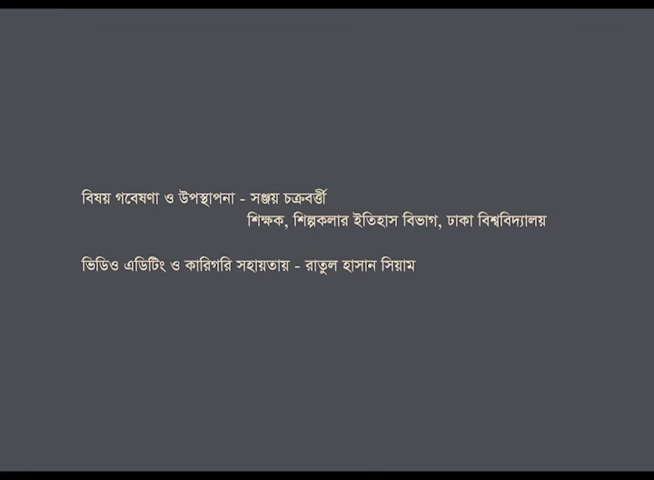 বিষয় গবেষণা ও উপস্থাপনা - সঞ্জয় চক্রবর্ত্তী
শিক্ষক, শিল্পকলার ইতিহাস বিভাগ, ঢাকা বিশ্ববিদ্যালয়
ভিডিও এডিটিং ও কারিগরি সহায়তায় - রাতুল হাসান সিয়াম